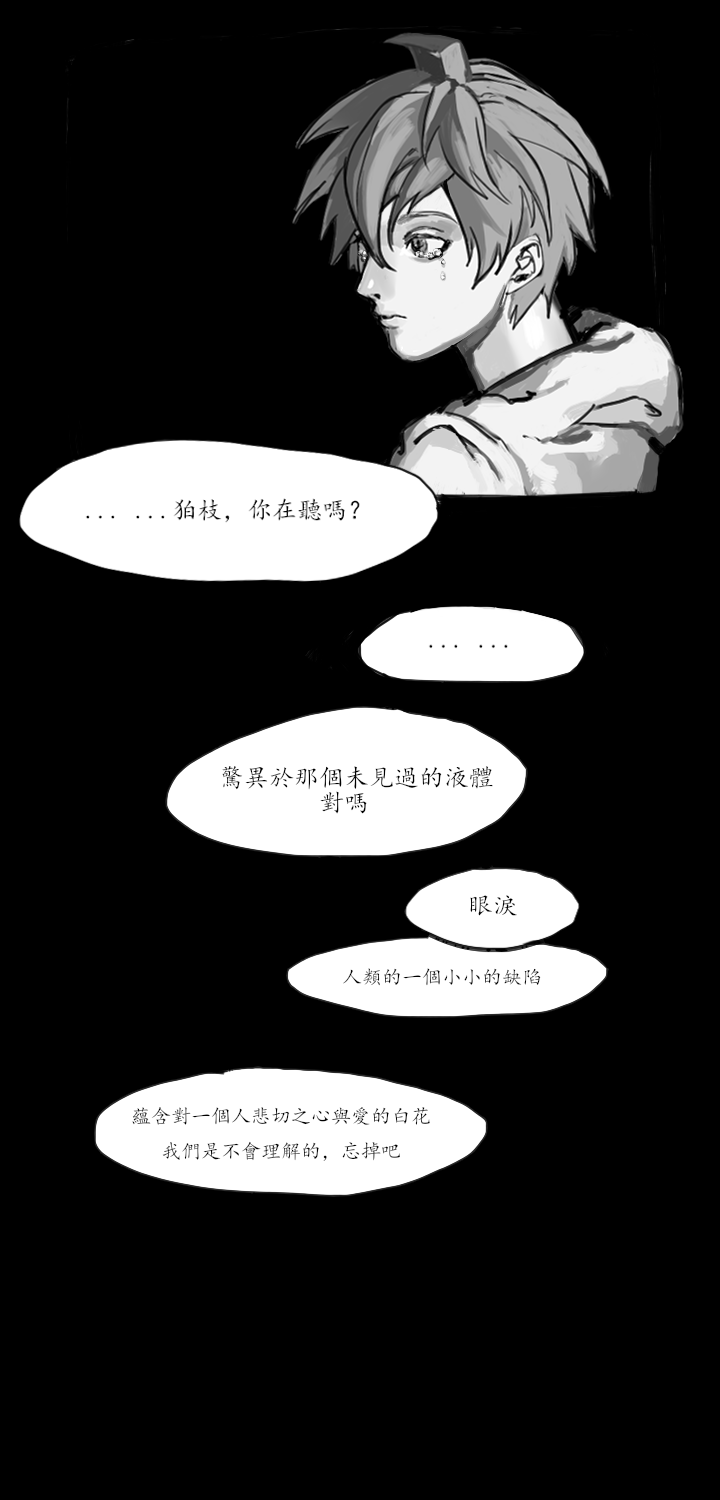 ... ...狛枝，你在聽嗎？
... ...
驚異於那個未見過的液體
對嗎
眼淚
人類的一個小小的缺陷
蘊含對一個人悲切之心與愛的白花
我們是不會理解的，忘掉吧